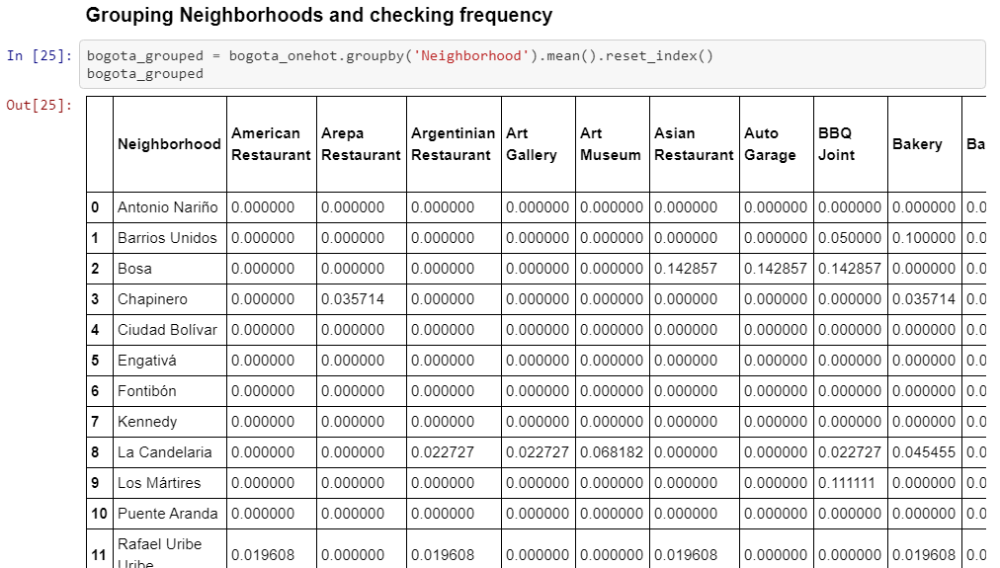 Grouping Neighborhoods and checking frequency
In [25]: bogota_grouped = bogota_onehot.groupby('Neighborhood').mean().reset_index()
bogota_grouped
Out[25]:
Neighborhood American Restaurant Arepa Restaurant Argentinian Restaurant Art Gallery Art Museum Asian Restaurant Auto Garage BBQ Joint Bakery Ba
0 Antonio Nariño 0.000000 0.000000 0.000000 0.000000 0.000000 0.000000 0.000000 0.000000 0.000000 0.0
1 Barrios Unidos 0.000000 0.000000 0.000000 0.000000 0.000000 0.000000 0.000000 0.050000 0.100000 0.0
2 Bosa 0.000000 0.000000 0.000000 0.000000 0.000000 0.142857 0.142857 0.142857 0.000000 0.0
3 Chapinero 0.000000 0.035714 0.000000 0.000000 0.000000 0.000000 0.000000 0.000000 0.035714 0.0
4 Ciudad Bolívar 0.000000 0.000000 0.000000 0.000000 0.000000 0.000000 0.000000 0.000000 0.000000 0.0
5 Engativá 0.000000 0.000000 0.000000 0.000000 0.000000 0.000000 0.000000 0.000000 0.000000 0.0
6 Fontibón 0.000000 0.000000 0.000000 0.000000 0.000000 0.000000 0.000000 0.000000 0.000000 0.0
7 Kennedy 0.000000 0.000000 0.000000 0.000000 0.000000 0.000000 0.000000 0.000000 0.000000 0.0
8 La Candelaria 0.000000 0.000000 0.022727 0.022727 0.068182 0.000000 0.000000 0.022727 0.045455 0.0
9 Los Mártires 0.000000 0.000000 0.000000 0.000000 0.000000 0.000000 0.000000 0.111111 0.000000 0.0
10 Puente Aranda 0.000000 0.000000 0.000000 0.000000 0.000000 0.000000 0.000000 0.000000 0.000000 0.0
11 Rafael Uribe Uribe 0.019608 0.000000 0.019608 0.000000 0.000000 0.019608 0.000000 0.000000 0.019608 0.0